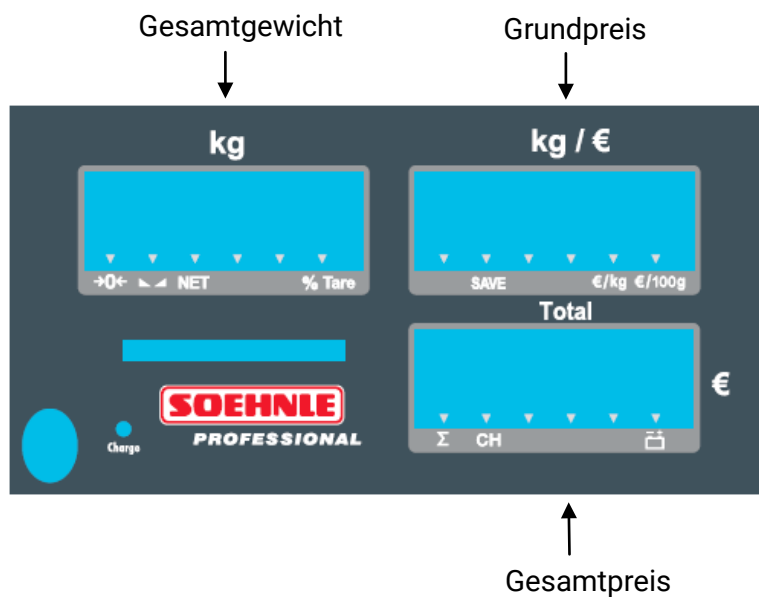 Gesamtgewicht
Grundpreis
kg
kg / €
→0← NET % Tare
SAVE €/kg €/100g
Total
€
SOEHNLE
PROFESSIONAL
Charge
Σ CH
Gesamtpreis